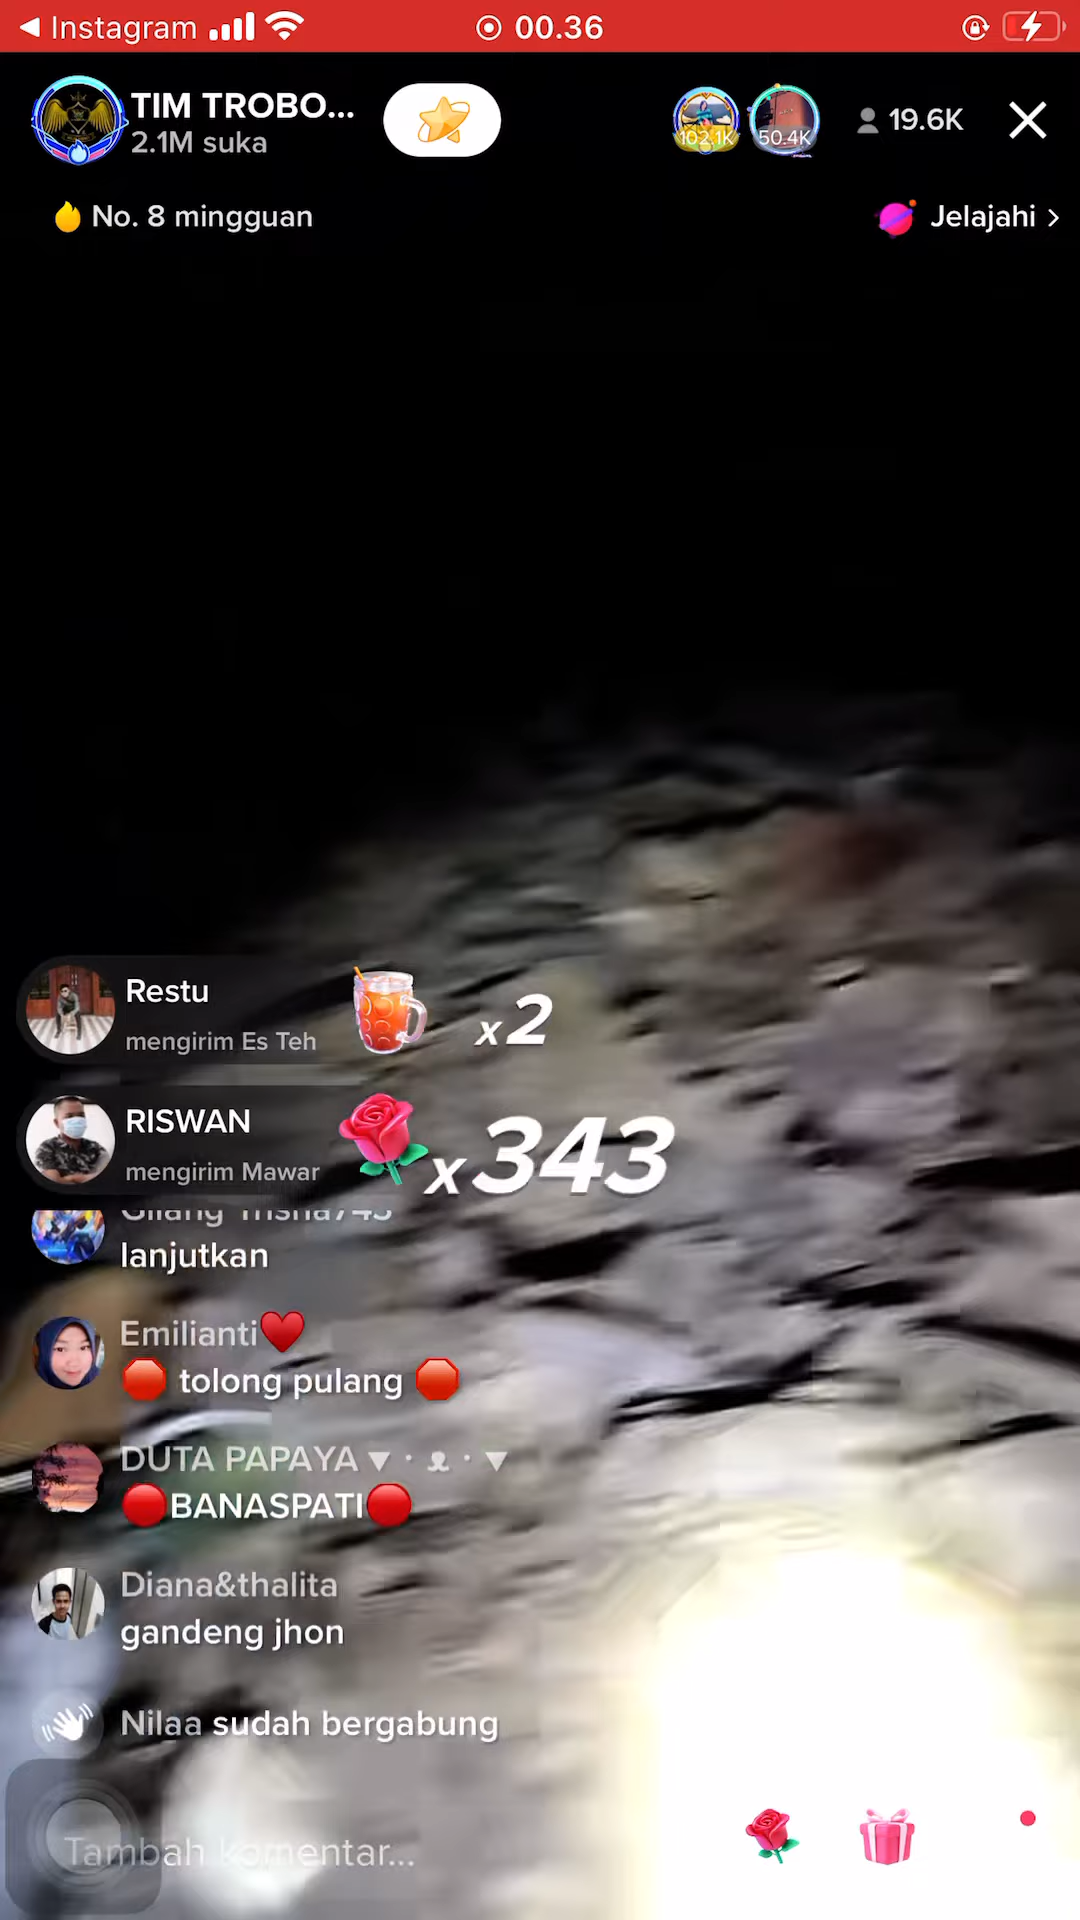 Instagram
00.36
TIM TROBO...
2.1M suka
102.1K
50.4K
19.6K
No. 8 mingguan
Jelajahi >
Restu
mengirim Es Teh
x2
RISWAN
mengirim Mawar
x343
lanjutkan
Emilianti❤️
🛑 tolong pulang 🛑
DUTA PAPAYA ▼・ᴥ・▼
🔴BANASPATI🔴
Diana&thalita
gandeng jhon
Nilaa sudah bergabung
Tambah komentar...